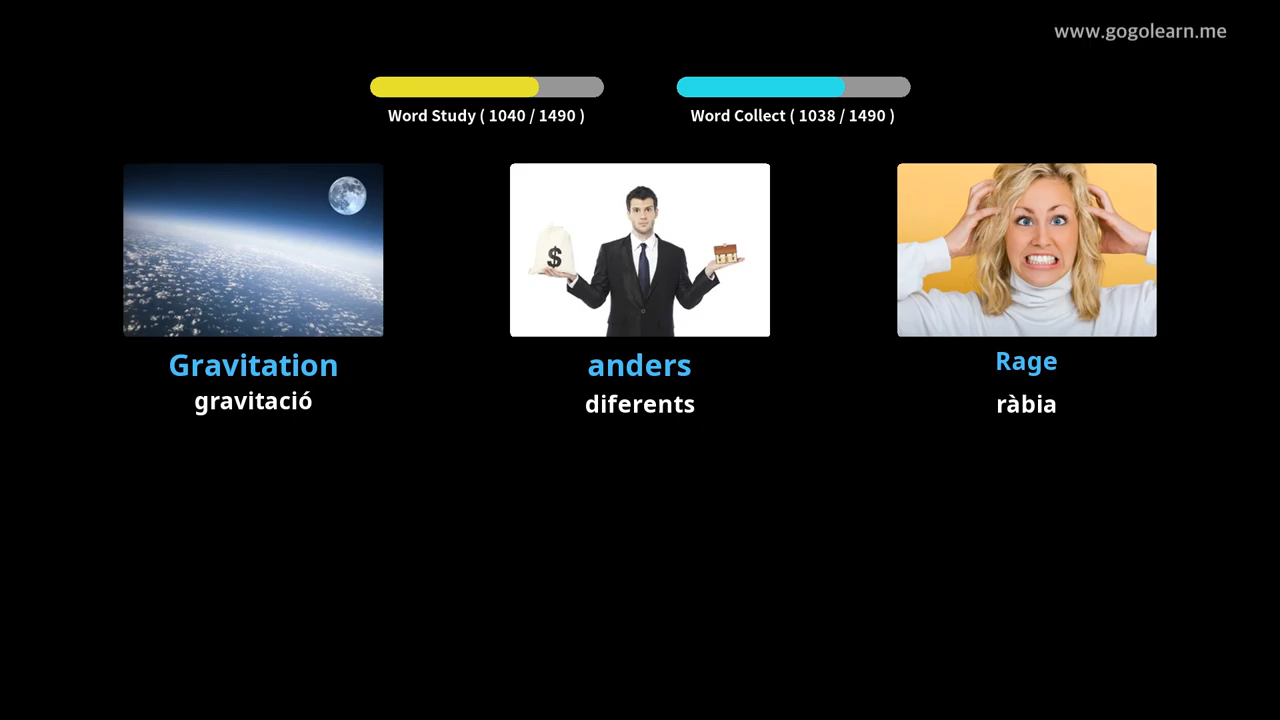 www.gogolearn.me
Word Study ( 1040 / 1490 )
Word Collect ( 1038 / 1490 )
$
Gravitation
gravitació
anders
diferents
Rage
ràbia